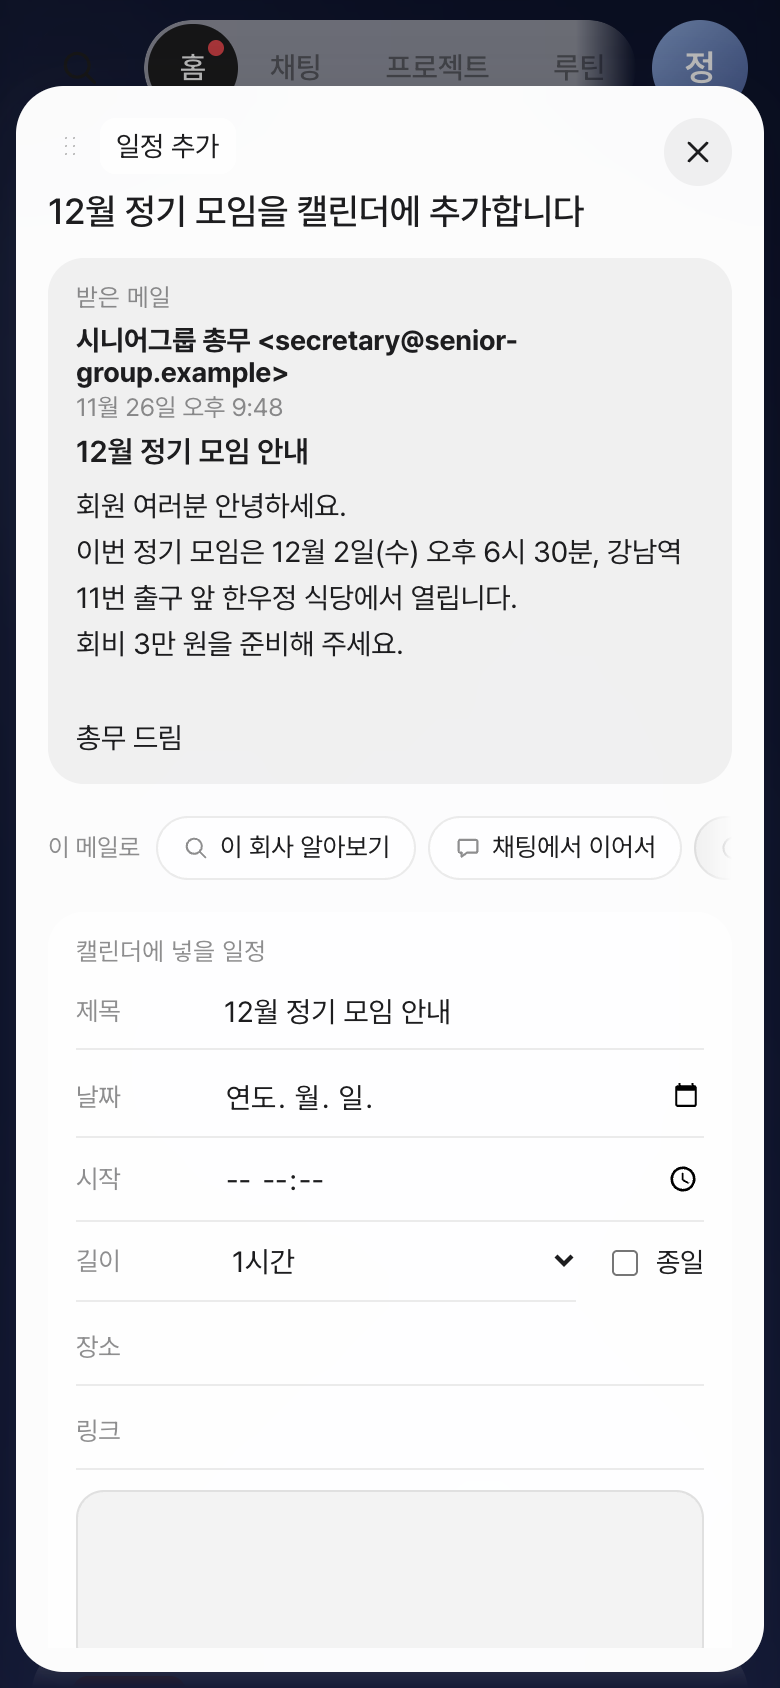 홈
채팅
프로젝트
루틴
정
일정 추가
12월 정기 모임을 캘린더에 추가합니다
받은 메일
시니어그룹 총무 <secretary@senior-
group.example>
11월 26일 오후 9:48
12월 정기 모임 안내
회원 여러분 안녕하세요.
이번 정기 모임은 12월 2일(수) 오후 6시 30분, 강남역
11번 출구 앞 한우정 식당에서 열립니다.
회비 3만 원을 준비해 주세요.
총무 드림
이 메일로
이 회사 알아보기
채팅에서 이어서
캘린더에 넣을 일정
제목
12월 정기 모임 안내
날짜
연도. 월. 일.
시작
-- --:--
길이
1시간
종일
장소
링크